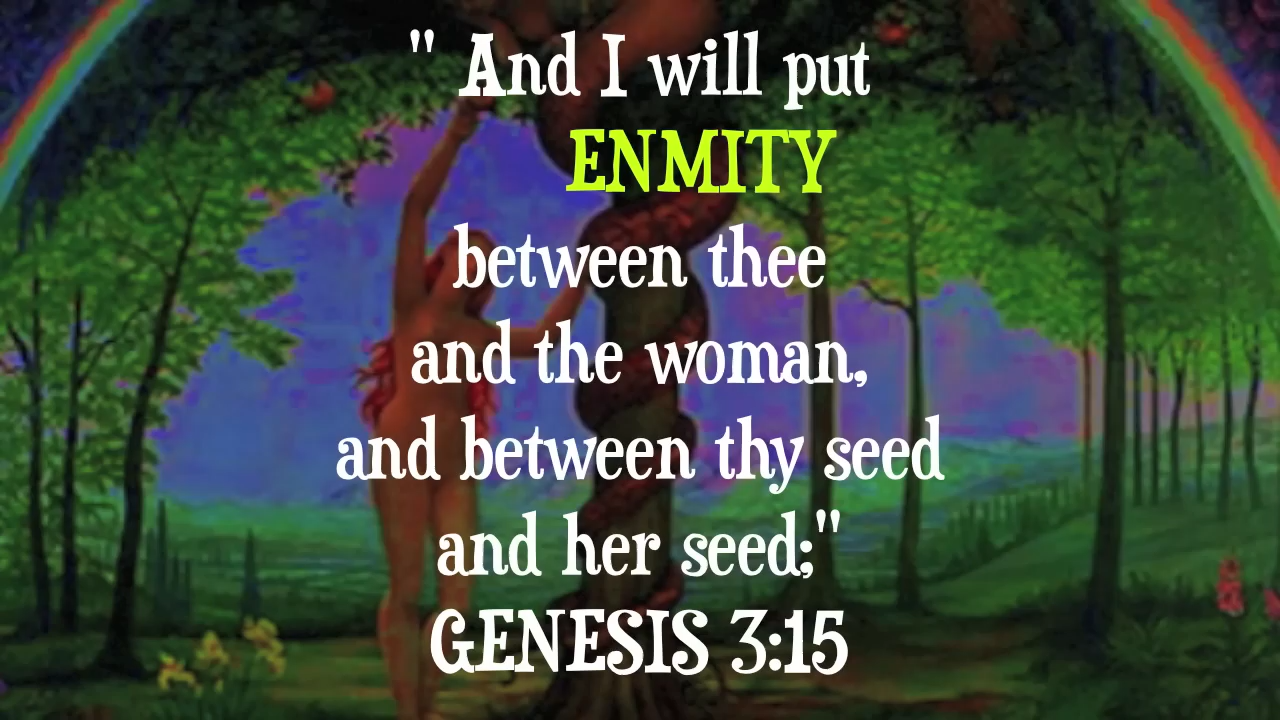 " And I will put
ENMITY
between thee
and the woman,
and between thy seed
and her seed;"
GENESIS 3:15